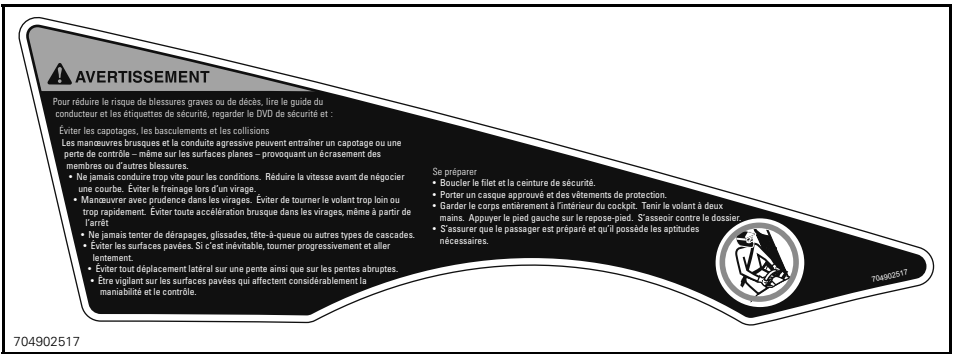 AVERTISSEMENT
Pour réduire le risque de blessures graves ou de décès, lire le guide du
conducteur et les étiquettes de sécurité, regarder le DVD de sécurité et :
Éviter les capotages, les basculements et les collisions
Les manœuvres brusques et la conduite agressive peuvent entraîner un capotage ou une
perte de contrôle – même sur les surfaces planes – provoquant un écrasement des
membres ou d'autres blessures.
• Ne jamais conduire trop vite pour les conditions. Réduire la vitesse avant de négocier
une courbe. Éviter le freinage lors d'un virage.
• Manœuvrer avec prudence dans les virages. Éviter de tourner le volant trop loin ou
trop rapidement. Éviter toute accélération brusque dans les virages, même à partir de
l'arrêt
• Ne jamais tenter de dérapages, glissades, tête-à-queue ou autres types de cascades.
• Éviter les surfaces pavées. Si c'est inévitable, tourner progressivement et aller
lentement.
• Éviter tout déplacement latéral sur une pente ainsi que sur les pentes abruptes.
• Être vigilant sur les surfaces pavées qui affectent considérablement la
maniabilité et le contrôle.
Se préparer
• Boucler le filet et la ceinture de sécurité.
• Porter un casque approuvé et des vêtements de protection.
• Garder le corps entièrement à l'intérieur du cockpit. Tenir le volant à deux
mains. Appuyer le pied gauche sur le repose-pied. S'asseoir contre le dossier.
• S'assurer que le passager est préparé et qu'il possède les aptitudes
nécessaires.
704902517
704902517